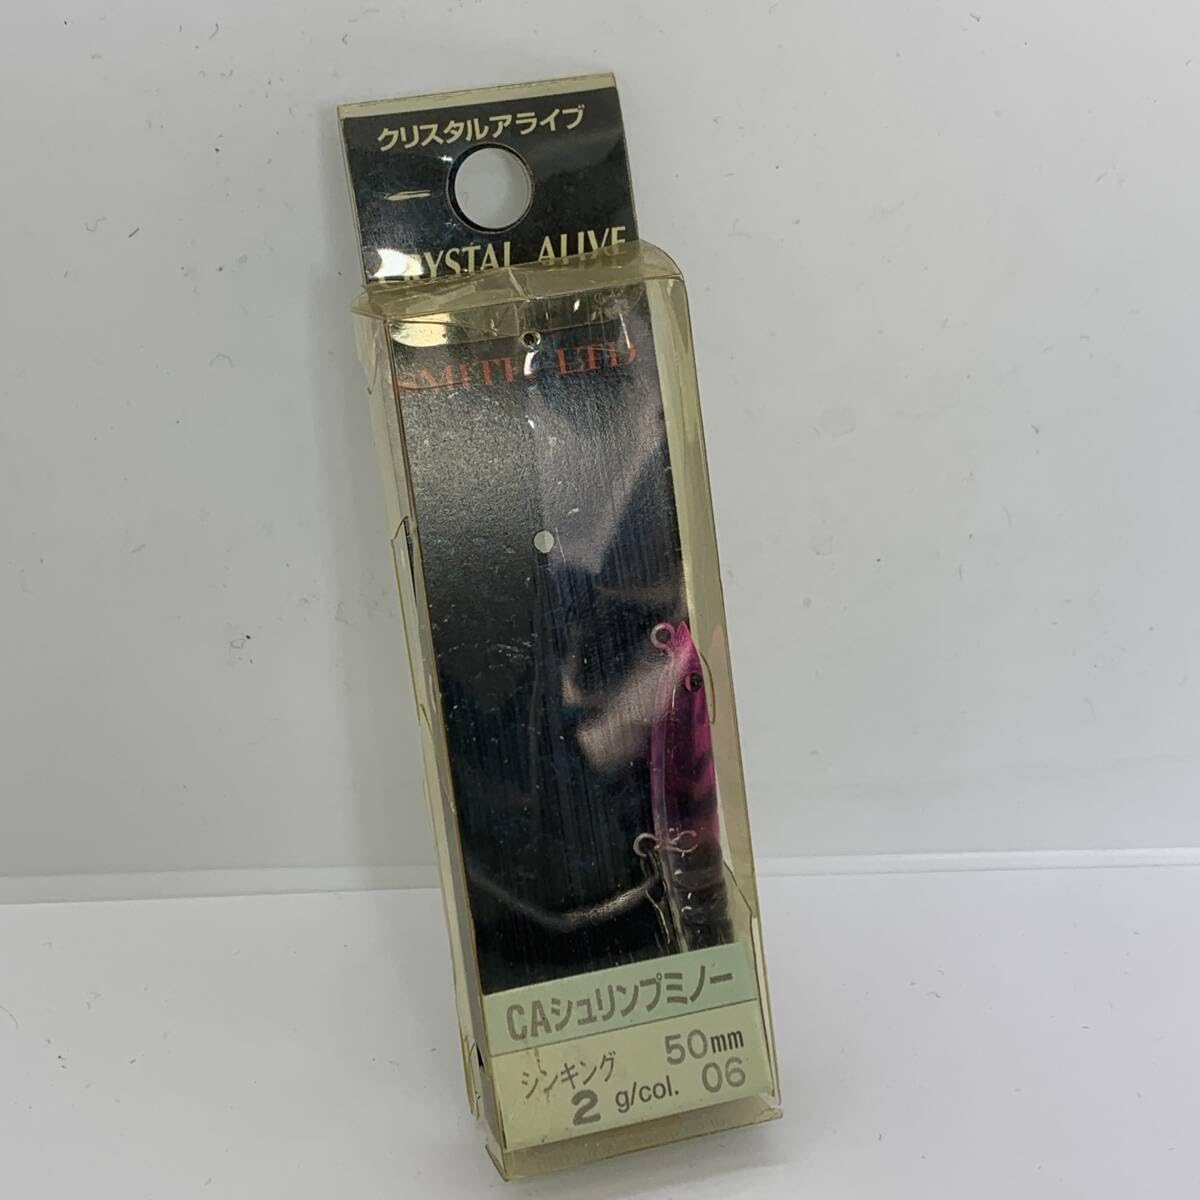 クリスタルアライブ
CRYSTAL ALIVE
SMITH LTD
CAシュリンプミノー
シンキング 50mm
2 g/col. 06